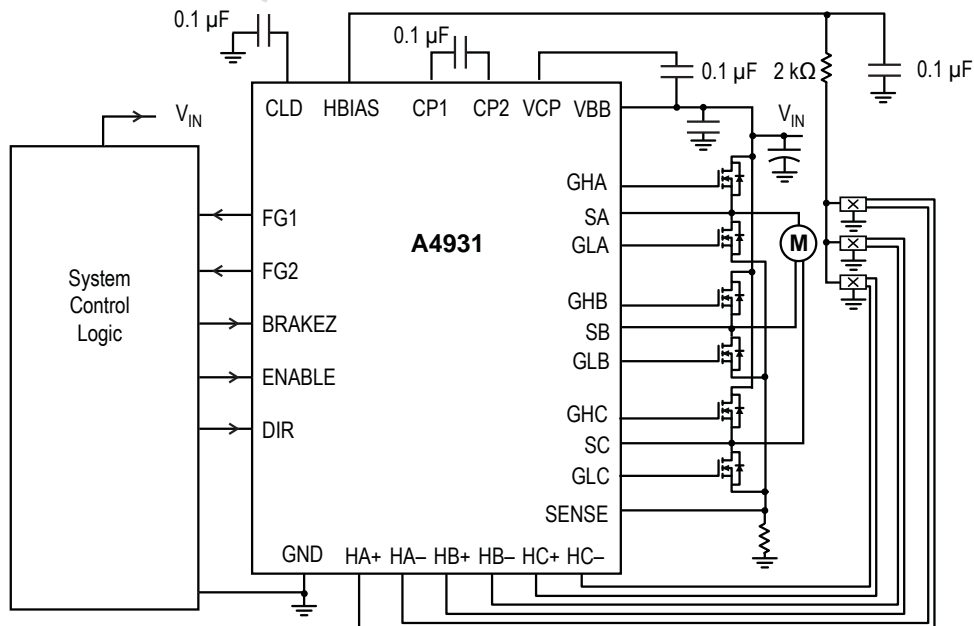 0.1 µF
0.1 µF
0.1 µF
2 kΩ
0.1 µF
CLD HBIAS CP1 CP2 VCP VBB
VIN
VIN
GHA
SA
GLA
GHB
SB
GLB
GHC
SC
GLC
SENSE
A4931
M
FG1
FG2
BRAKEZ
ENABLE
DIR
System
Control
Logic
GND HA+ HA– HB+ HB– HC+ HC–